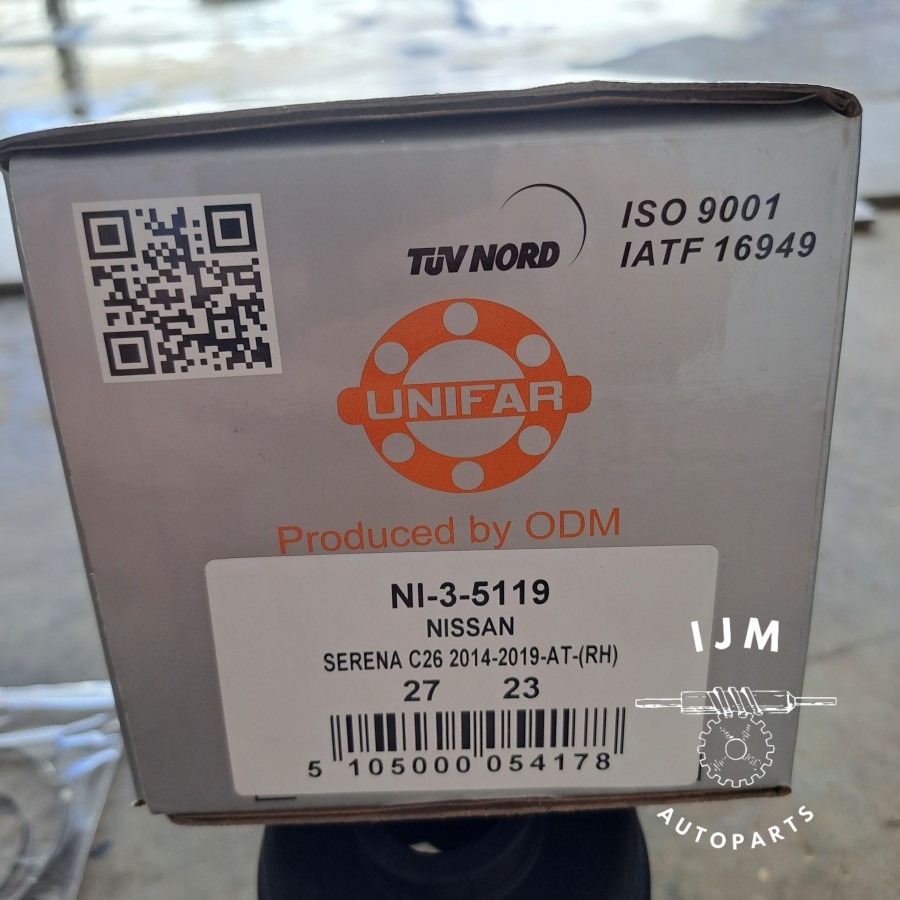 TÜV NORD
ISO 9001
IATF 16949
UNIFAR
Produced by ODM
NI-3-5119
NISSAN
SERENA C26 2014-2019-AT-(RH)
27 23
5 105000 054178
IJM
AUTOPARTS